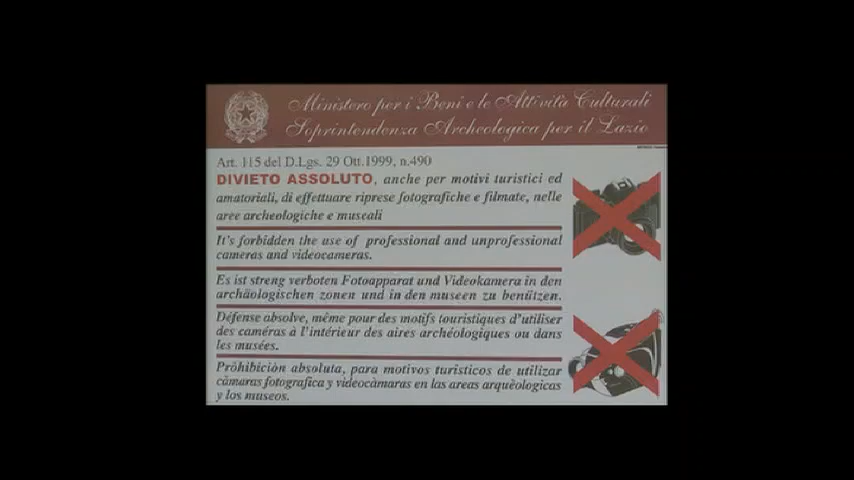 Ministero per i Beni e le Attività Culturali
Soprintendenza Archeologica per il Lazio
Art. 115 del D.Lgs. 29 Ott.1999, n.490
DIVIETO ASSOLUTO, anche per motivi turistici ed
amatoriali, di effettuare riprese fotografiche e filmate, nelle
aree archeologiche e museali
It's forbidden the use of professional and unprofessional
cameras and videocameras.
Es ist streng verboten Fotoapparat und Videokamera in den
archäologischen zonen und in den museen zu benützen.
Défense absolve, même pour des motifs touristiques d'utiliser
des caméras à l'intérieur des aires archéologiques ou dans
les musées.
Pròhibición absoluta, para motivos turisticos de utilizar
càmaras fotografica y videocàmaras en las areas arquèologicas
y los museos.